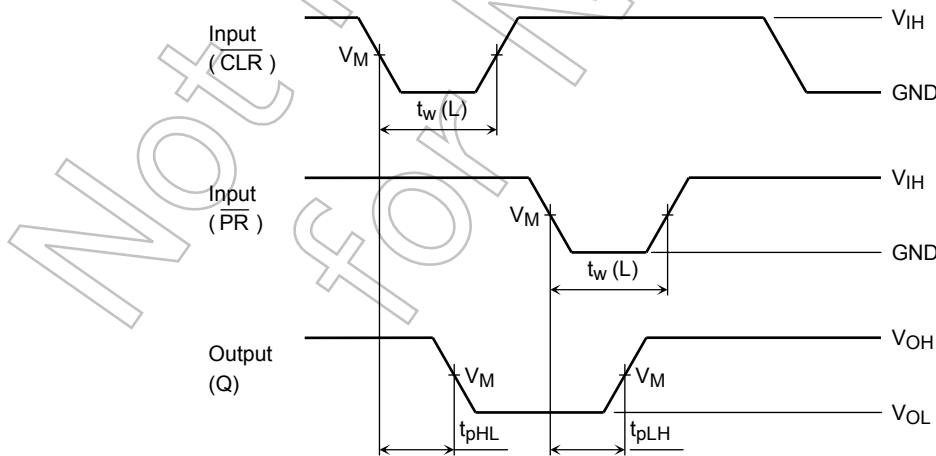 Not
for
Input
(CLR)
VM
tw (L)
VIH
GND
Input
(PR)
VM
tw (L)
VIH
GND
Output
(Q)
VM
VM
VOH
VOL
tpHL
tpLH